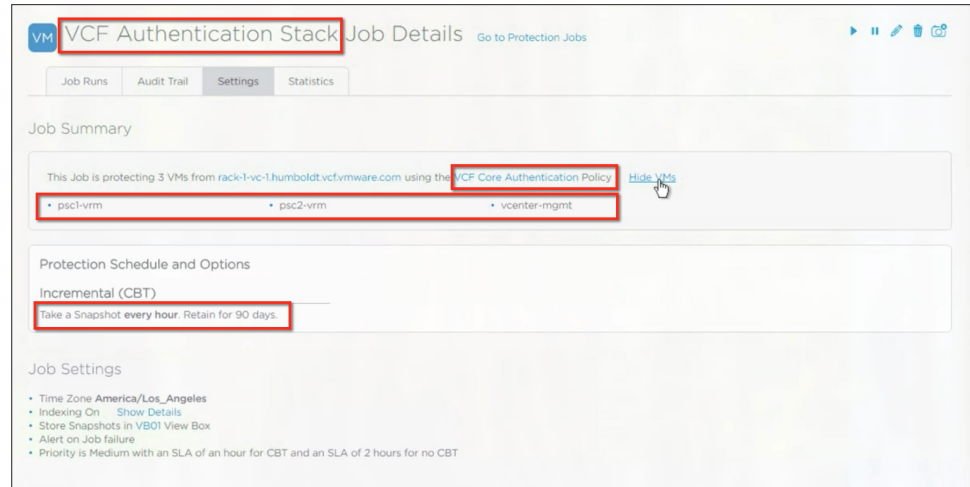 VM VCF Authentication Stack Job Details Go to Protection Jobs
Job Runs Audit Trail Settings Statistics
Job Summary
This Job is protecting 3 VMs from rack-1-vc-1.humboldt.vcf.vmware.com using the VCF Core Authentication Policy Hide VMs
• psc1-vrm • psc2-vrm • vcenter-mgmt
Protection Schedule and Options
Incremental (CBT)
Take a Snapshot every hour. Retain for 90 days.
Job Settings
• Time Zone America/Los_Angeles
• Indexing On Show Details
• Store Snapshots in VB01 View Box
• Alert on Job failure
• Priority is Medium with an SLA of an hour for CBT and an SLA of 2 hours for no CBT